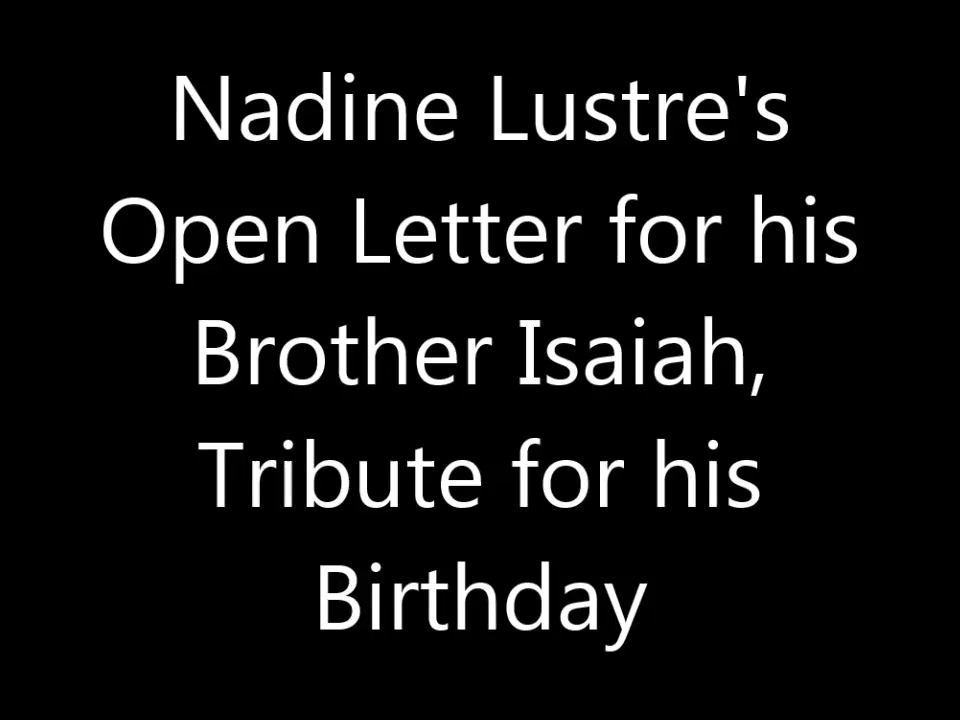 Nadine Lustre's
Open Letter for his
Brother Isaiah,
Tribute for his
Birthday